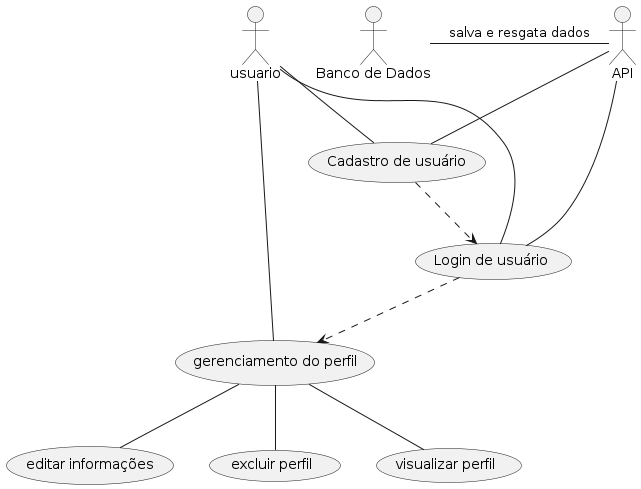 salva e resgata dados
usuario
Banco de Dados
API
Cadastro de usuário
Login de usuário
gerenciamento do perfil
editar informações
excluir perfil
visualizar perfil